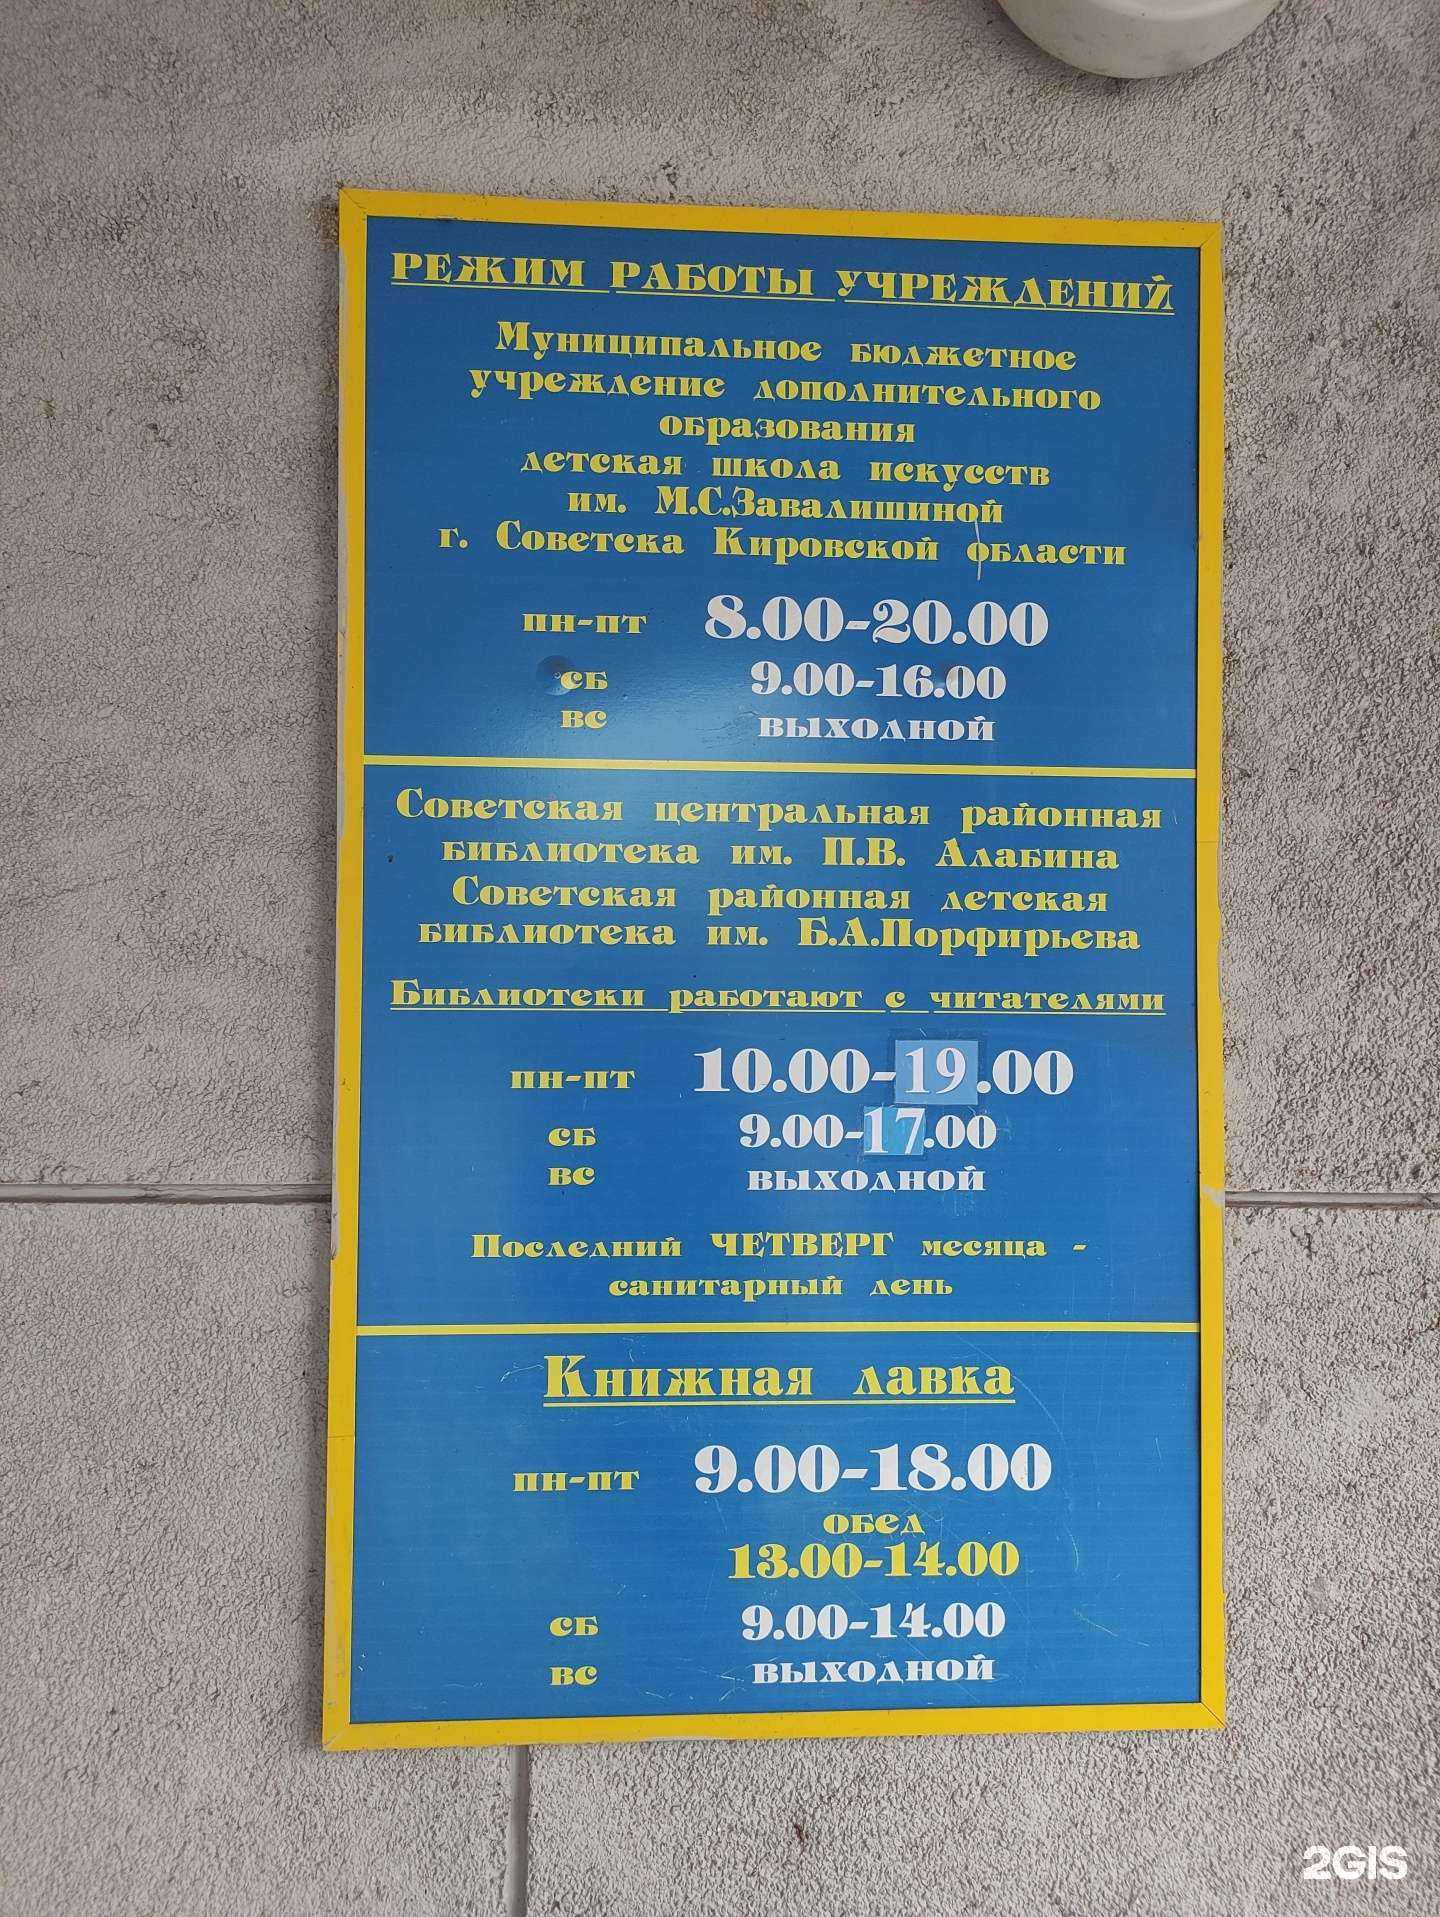 РЕЖИМ РАБОТЫ УЧРЕЖДЕНИЙ
Муниципальное бюджетное
учреждение дополнительного
образования
детская школа искусств
им. М.С.Завалишиной
г. Советска Кировской области
пн-пт 8.00-20.00
сб 9.00-16.00
вс выходной
Советская центральная районная
библиотека им. П.В. Алабина
Советская районная детская
библиотека им. Б.А.Порфирьева
Библиотеки работают с читателями
пн-пт 10.00-19.00
сб 9.00-17.00
вс выходной
Последний ЧЕТВЕРГ месяца -
санитарный день
Книжная лавка
пн-пт 9.00-18.00
обед
13.00-14.00
сб 9.00-14.00
вс выходной
2GIS